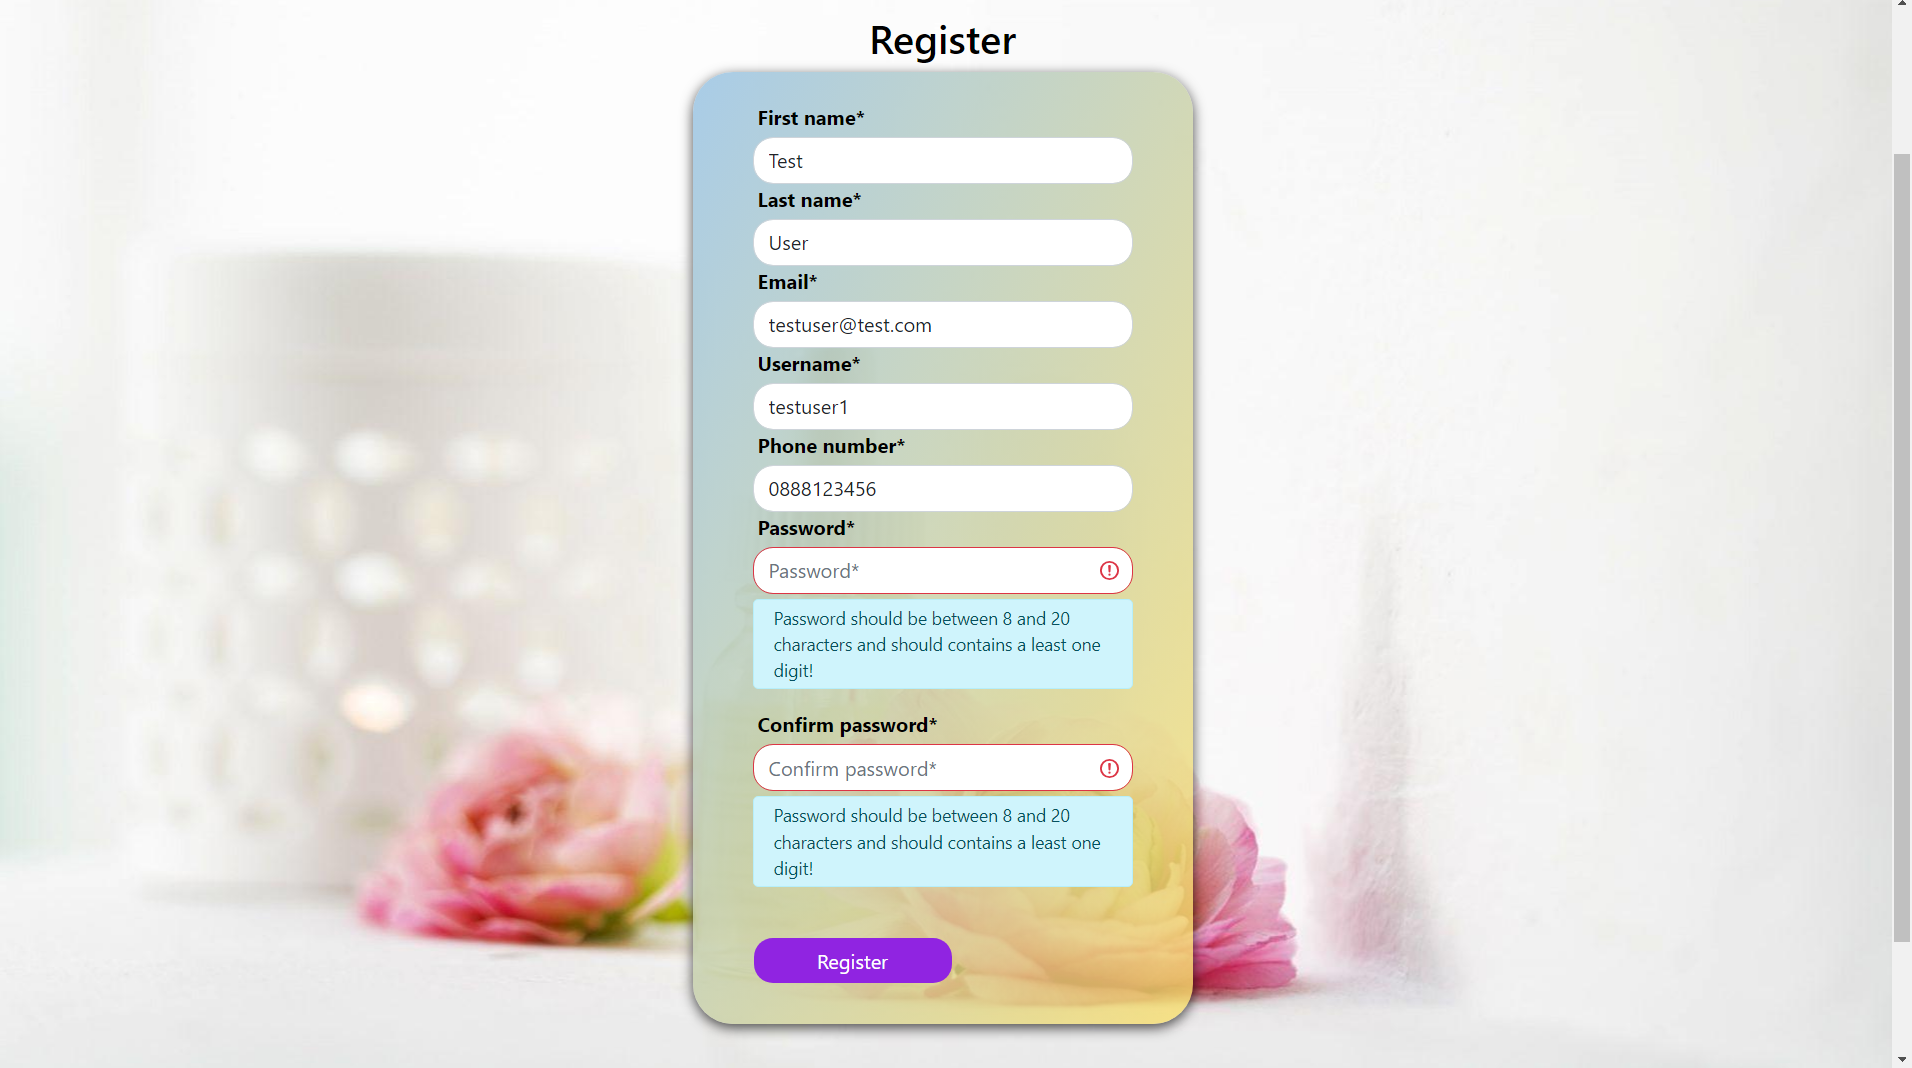 Register
First name*
Test
Last name*
User
Email*
testuser@test.com
Username*
testuser1
Phone number*
0888123456
Password*
Password*
Password should be between 8 and 20
characters and should contains a least one
digit!
Confirm password*
Confirm password*
Password should be between 8 and 20
characters and should contains a least one
digit!
Register